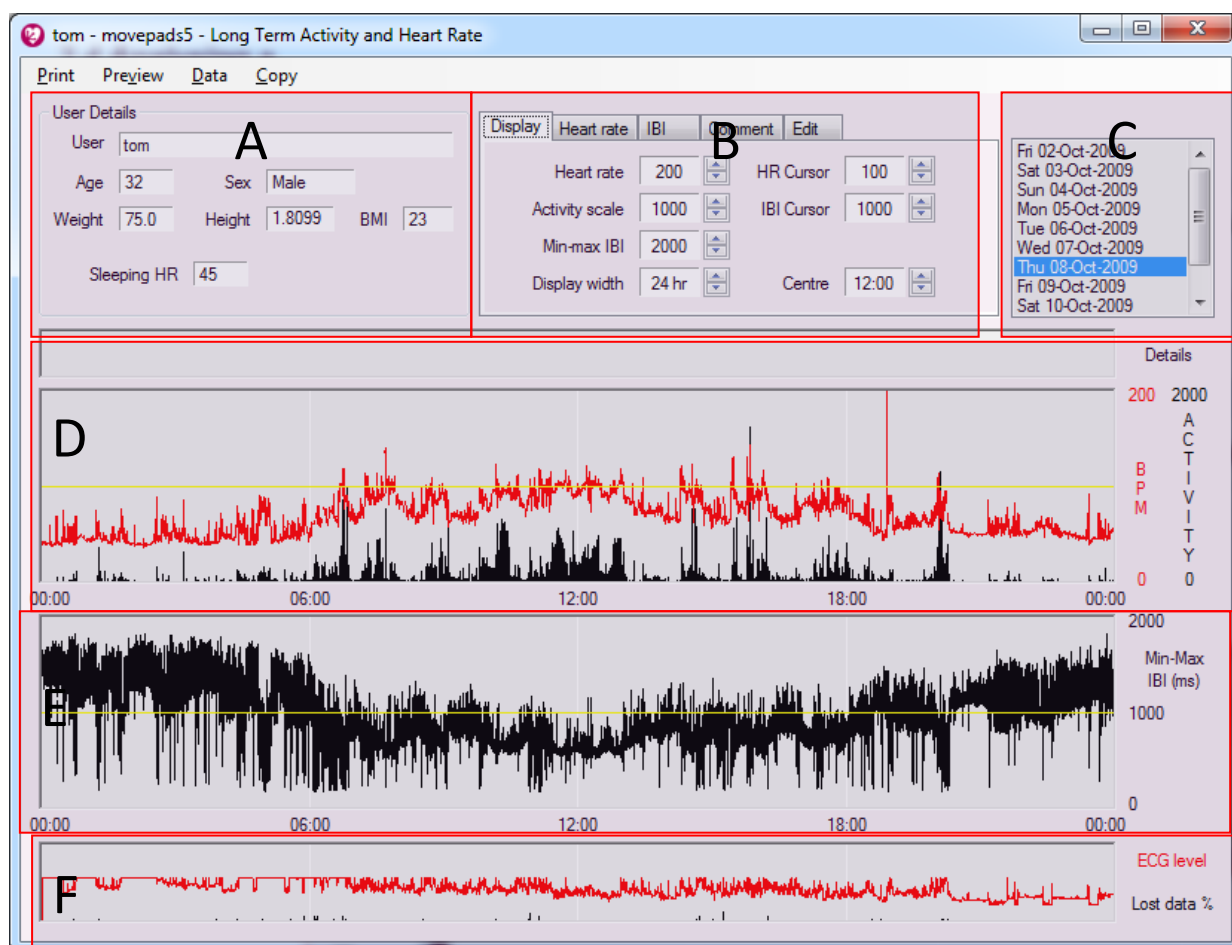 tom - movepads5 - Long Term Activity and Heart Rate
Print Preview Data Copy
User Details
User tom
Age 32 Sex Male
Weight 75.0 Height 1.8099 BMI 23
Sleeping HR 45
A
Display Heart rate IBI Comment Edit
B
Heart rate 200 HR Cursor 100
Activity scale 1000 IBI Cursor 1000
Min-max IBI 2000
Display width 24 hr Centre 12:00
C
Fri 02-Oct-2009
Sat 03-Oct-2009
Sun 04-Oct-2009
Mon 05-Oct-2009
Tue 06-Oct-2009
Wed 07-Oct-2009
Thu 08-Oct-2009
Fri 09-Oct-2009
Sat 10-Oct-2009
Details
D
200 2000
BPM
ACTIVITY
0 0
00:00 06:00 12:00 18:00 00:00
E
2000
Min-Max
IBI (ms)
1000
0
00:00 06:00 12:00 18:00 00:00
F
ECG level
Lost data %